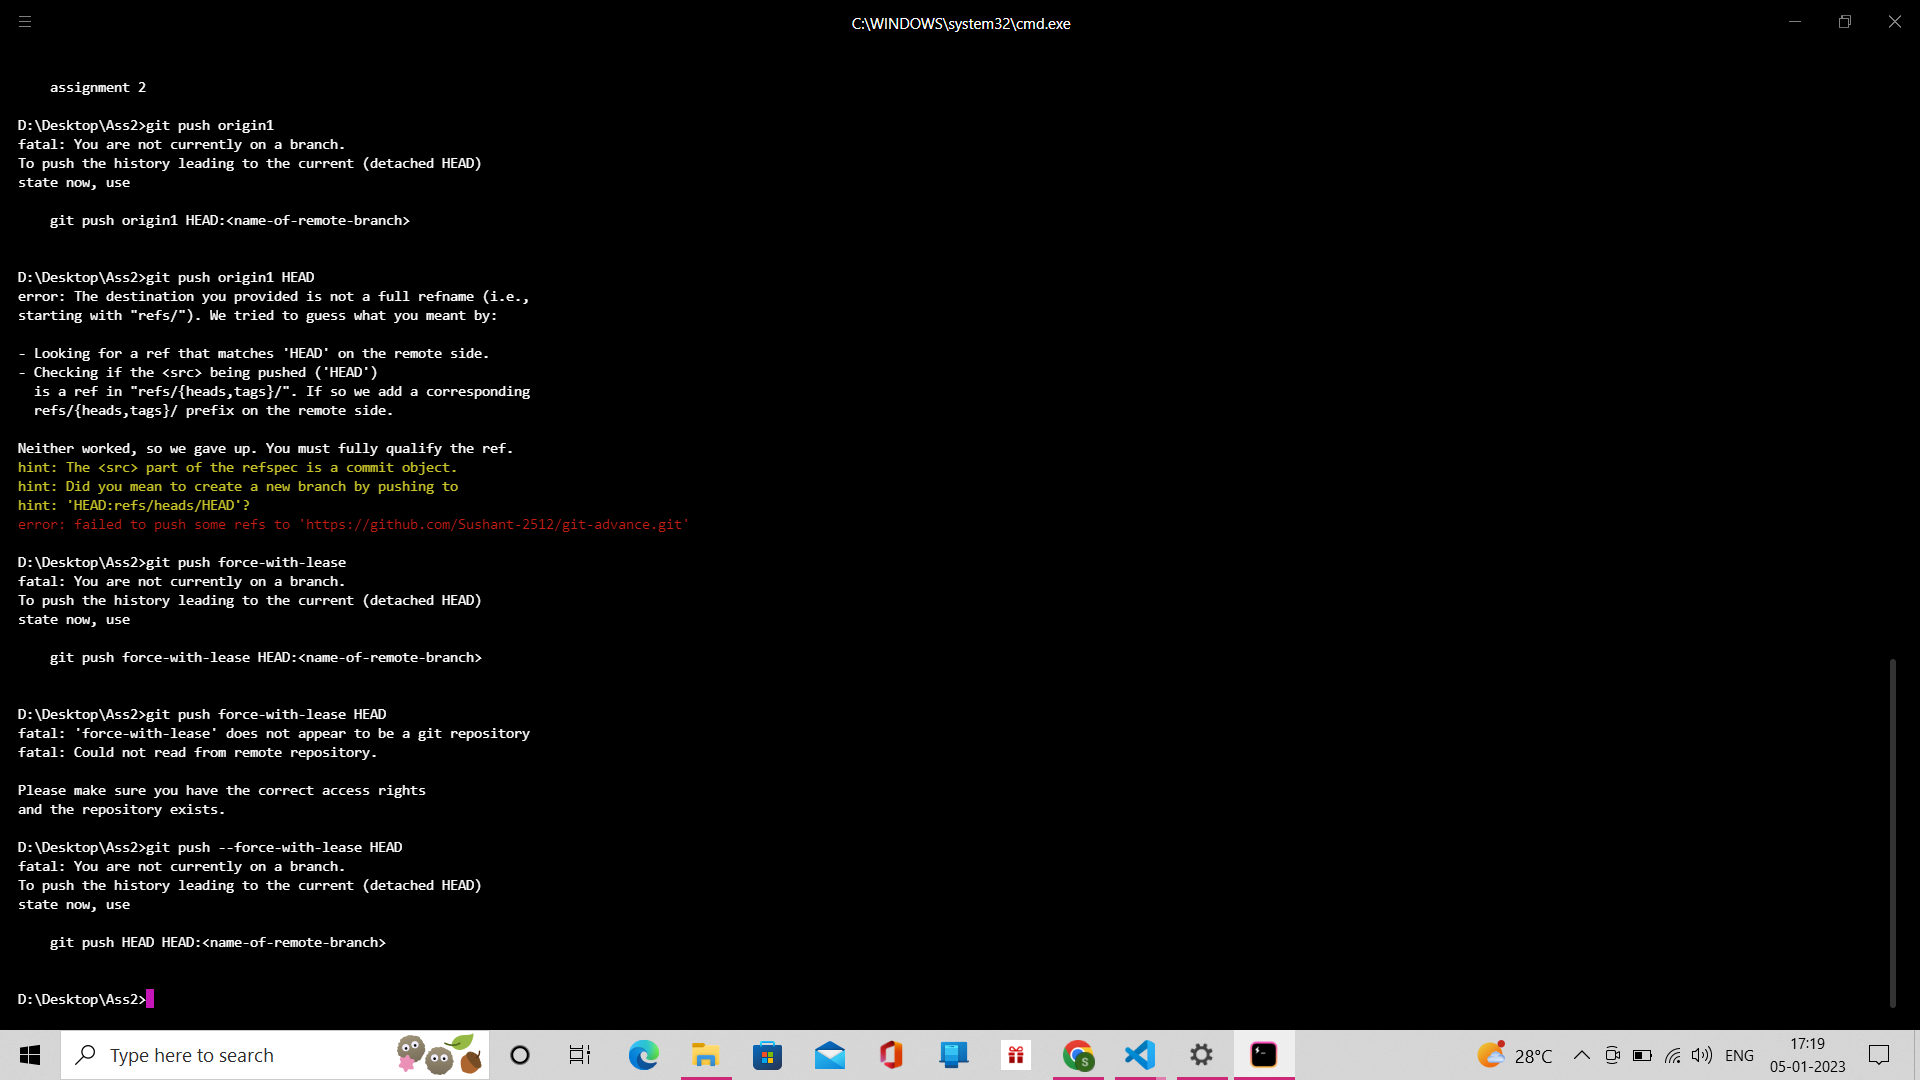 C:\WINDOWS\system32\cmd.exe
assignment 2
D:\Desktop\Ass2>git push origin1
fatal: You are not currently on a branch.
To push the history leading to the current (detached HEAD)
state now, use
git push origin1 HEAD:<name-of-remote-branch>
D:\Desktop\Ass2>git push origin1 HEAD
error: The destination you provided is not a full refname (i.e.,
starting with "refs/"). We tried to guess what you meant by:
- Looking for a ref that matches 'HEAD' on the remote side.
- Checking if the <src> being pushed ('HEAD')
is a ref in "refs/{heads,tags}/". If so we add a corresponding
refs/{heads,tags}/ prefix on the remote side.
Neither worked, so we gave up. You must fully qualify the ref.
hint: The <src> part of the refspec is a commit object.
hint: Did you mean to create a new branch by pushing to
hint: 'HEAD:refs/heads/HEAD'?
error: failed to push some refs to 'https://github.com/Sushant-2512/git-advance.git'
D:\Desktop\Ass2>git push force-with-lease
fatal: You are not currently on a branch.
To push the history leading to the current (detached HEAD)
state now, use
git push force-with-lease HEAD:<name-of-remote-branch>
D:\Desktop\Ass2>git push force-with-lease HEAD
fatal: 'force-with-lease' does not appear to be a git repository
fatal: Could not read from remote repository.
Please make sure you have the correct access rights
and the repository exists.
D:\Desktop\Ass2>git push --force-with-lease HEAD
fatal: You are not currently on a branch.
To push the history leading to the current (detached HEAD)
state now, use
git push HEAD HEAD:<name-of-remote-branch>
D:\Desktop\Ass2>
Type here to search
S
28°C
ENG
17:19
05-01-2023